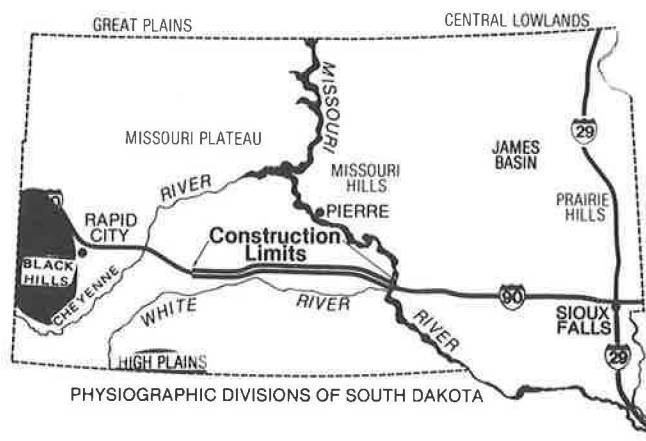 GREAT PLAINS
CENTRAL LOWLANDS
MISSOURI
29
MISSOURI PLATEAU
JAMES
BASIN
MISSOURI
HILLS
RIVER
PRAIRIE
HILLS
PIERRE
RAPID
CITY
Construction
Limits
BLACK
HILLS
CHEYENNE
WHITE
RIVER
90
RIVER
SIOUX
FALLS
29
HIGH PLAINS
PHYSIOGRAPHIC DIVISIONS OF SOUTH DAKOTA